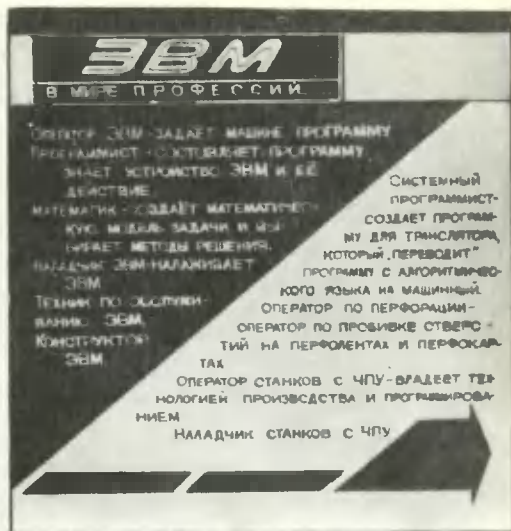 ЭВМ
В МИРЕ ПРОФЕССИЙ
ОПЕРАТОР ЭВМ-ЗАДАЕТ МАШИНЕ ПРОГРАММУ
ПРОГРАММИСТ-СОСТАВЛЯЕТ ПРОГРАММУ,
ЗНАЕТ УСТРОЙСТВО ЭВМ И ЕЁ
ДЕЙСТВИЕ.
МАТЕМАТИК-СОЗДАЁТ МАТЕМАТИЧЕС-
КУЮ МОДЕЛЬ ЗАДАЧИ И ВЫ-
БИРАЕТ МЕТОДЫ РЕШЕНИЯ.
НАЛАДЧИК ЭВМ-НАЛАЖИВАЕТ
ЭВМ
ТЕХНИК ПО ОБСЛУЖИ-
ВАНИЮ ЭВМ.
КОНСТРУКТОР
ЭВМ
СИСТЕМНЫЙ
ПРОГРАММИСТ-
СОЗДАЕТ ПРОГРАМ-
МУ ДЛЯ ТРАНСЛЯТОРА,
КОТОРЫЙ „ПЕРЕВОДИТ"
ПРОГРАММУ С АЛГОРИТМИЧЕС-
КОГО ЯЗЫКА НА МАШИННЫЙ.
ОПЕРАТОР ПО ПЕРФОРАЦИИ-
ОПЕРАТОР ПО ПРОБИВКЕ ОТВЕРС-
ТИЙ НА ПЕРФОЛЕНТАХ И ПЕРФОКАР-
ТАХ
ОПЕРАТОР СТАНКОВ С ЧПУ-ВЛАДЕЕТ ТЕХ-
НОЛОГИЕЙ ПРОИЗВОДСТВА И ПРОГРАММИРОВА-
НИЕМ
НАЛАДЧИК СТАНКОВ С ЧПУ